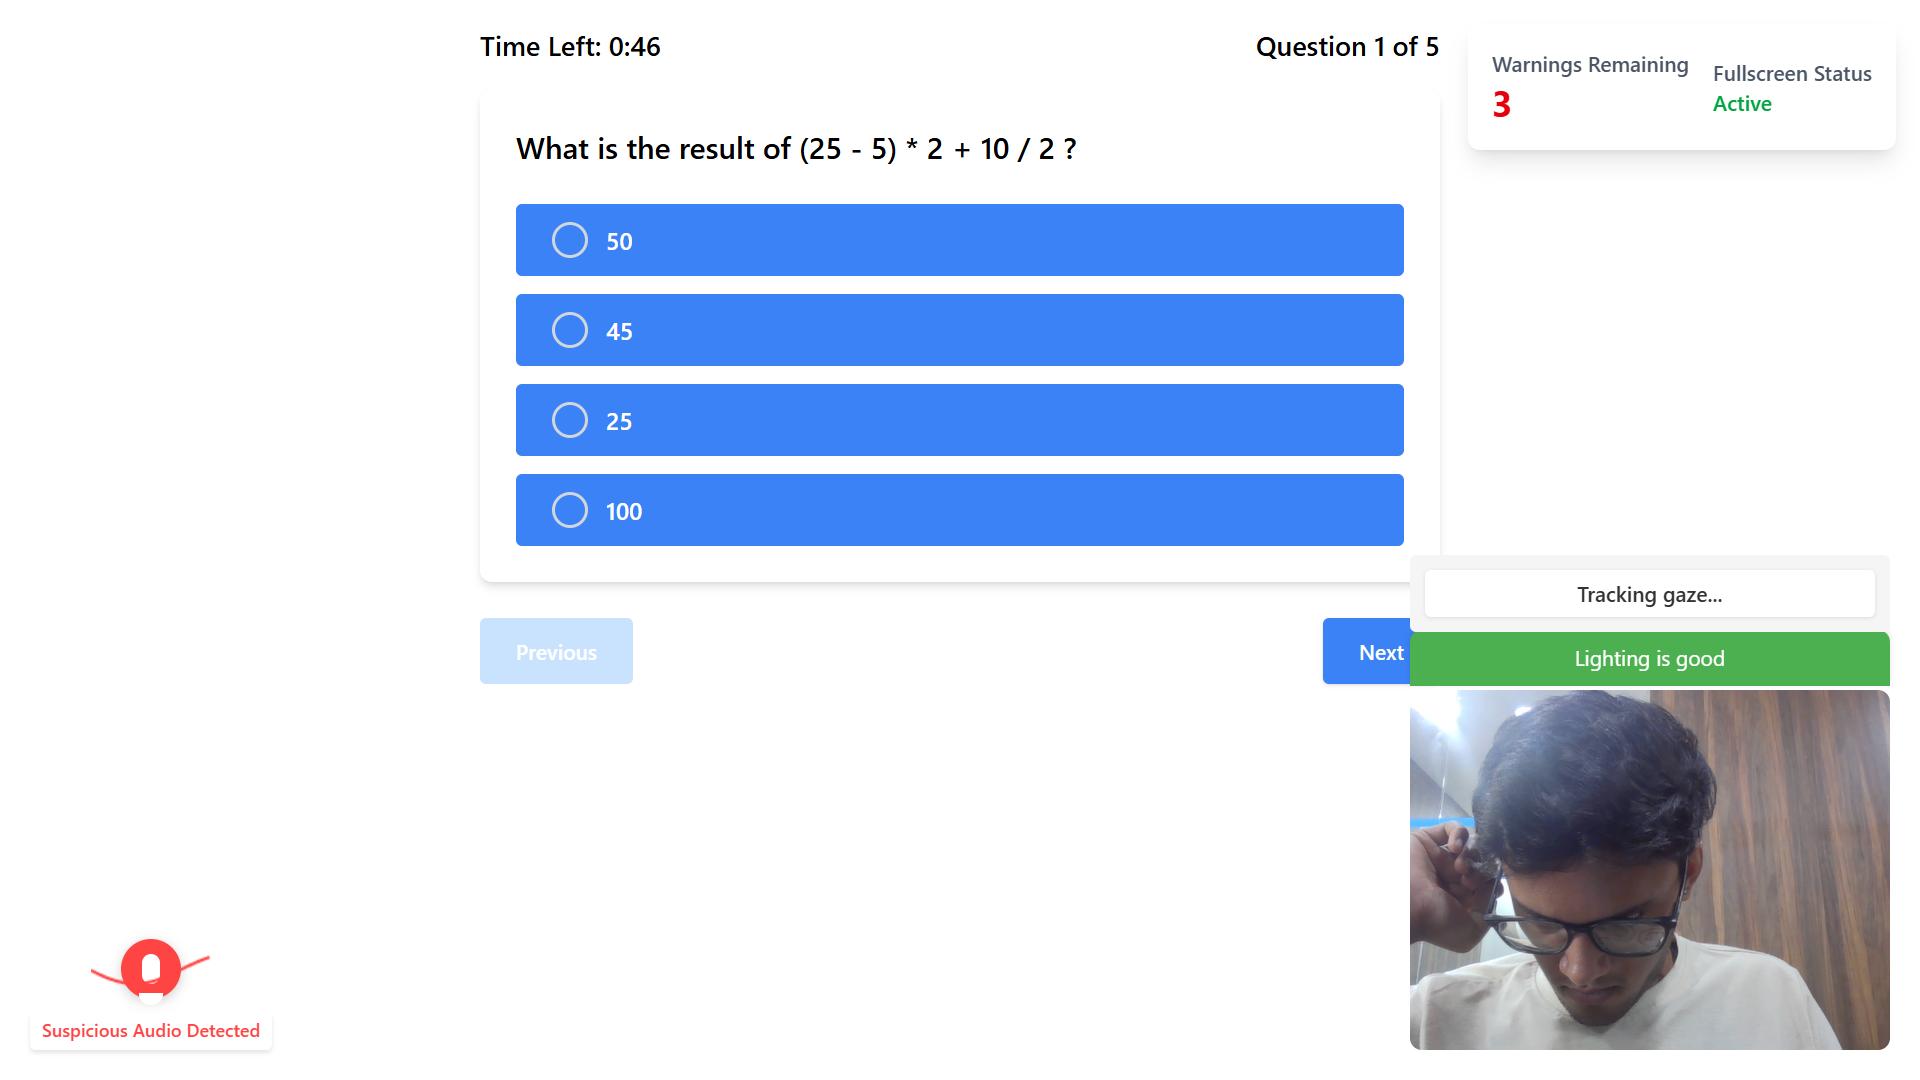 Time Left: 0:46
Question 1 of 5
Warnings Remaining
3
Fullscreen Status
Active
What is the result of (25 - 5) * 2 + 10 / 2 ?
50
45
25
100
Previous
Next
Tracking gaze...
Lighting is good
Suspicious Audio Detected